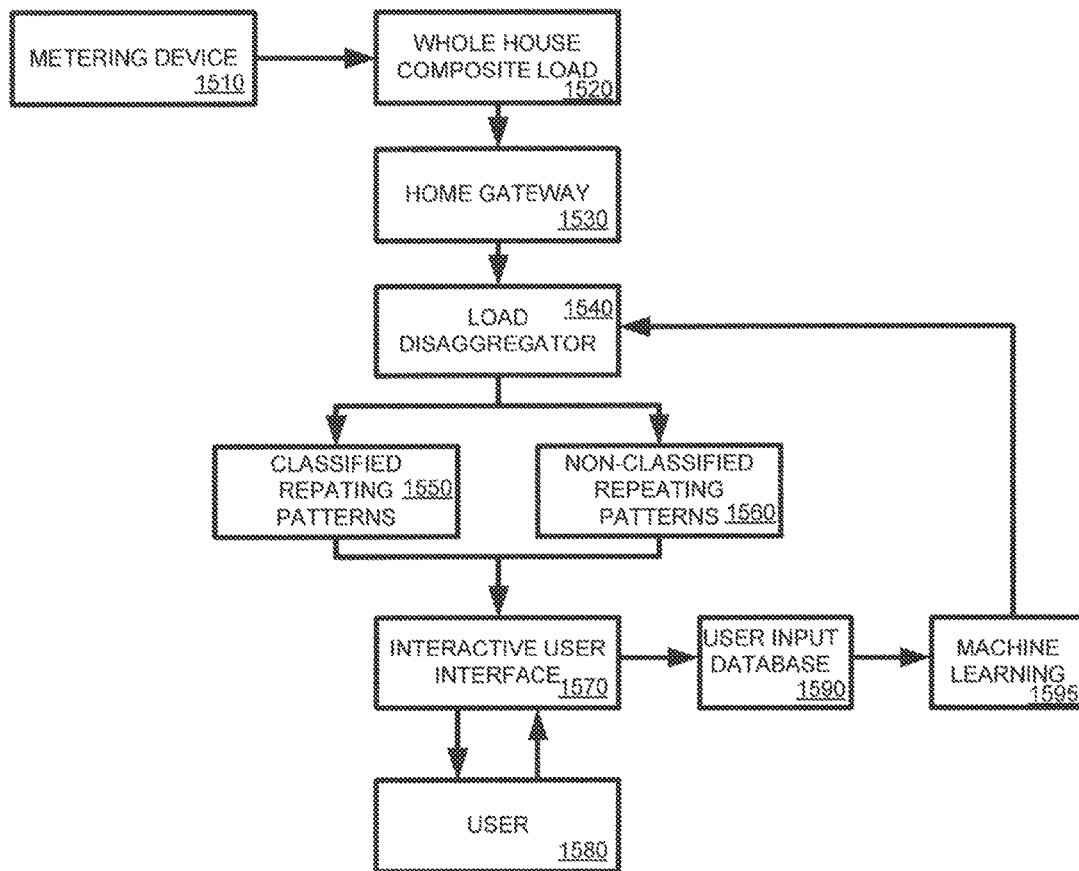 METERING DEVICE
1510
WHOLE HOUSE
COMPOSITE LOAD
1520
HOME GATEWAY
1530
1540
LOAD
DISAGGREGATOR
CLASSIFIED
REPATING 1550
PATTERNS
NON-CLASSIFIED
REPEATING
PATTERNS 1560
INTERACTIVE USER
INTERFACE 1570
USER INPUT
DATABASE
1590
MACHINE
LEARNING
1595
USER
1580